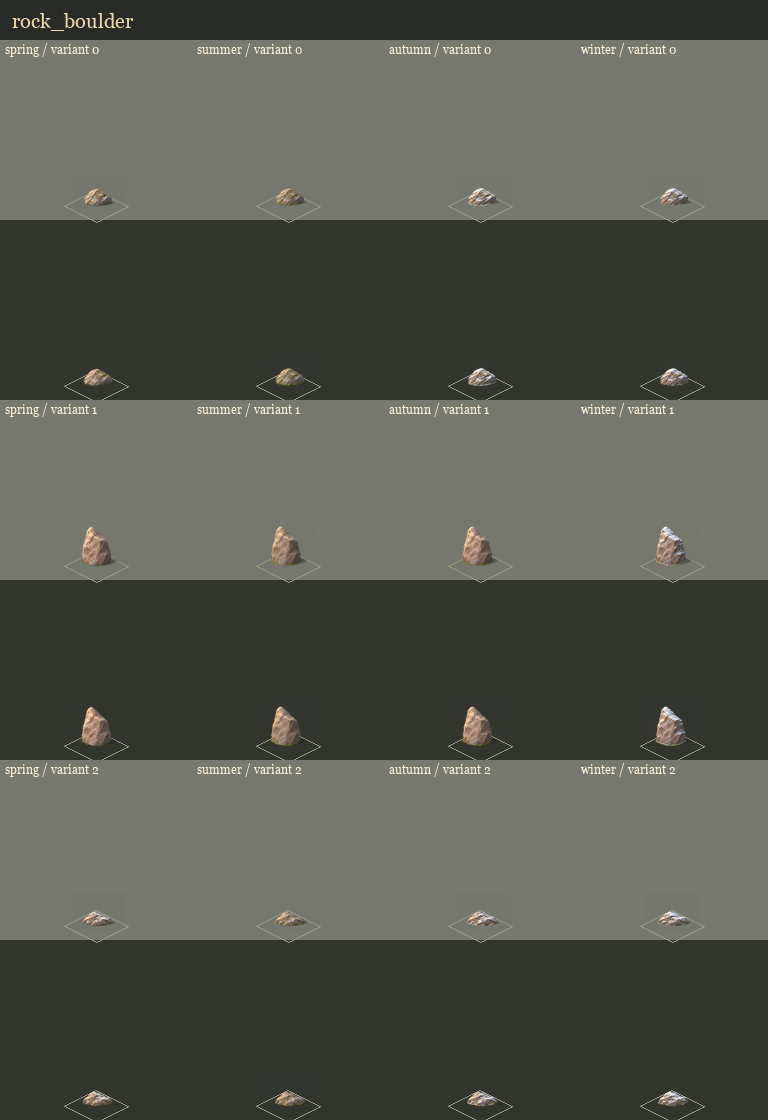 rock_boulder
spring / variant 0
summer / variant 0
autumn / variant 0
winter / variant 0
spring / variant 1
summer / variant 1
autumn / variant 1
winter / variant 1
spring / variant 2
summer / variant 2
autumn / variant 2
winter / variant 2